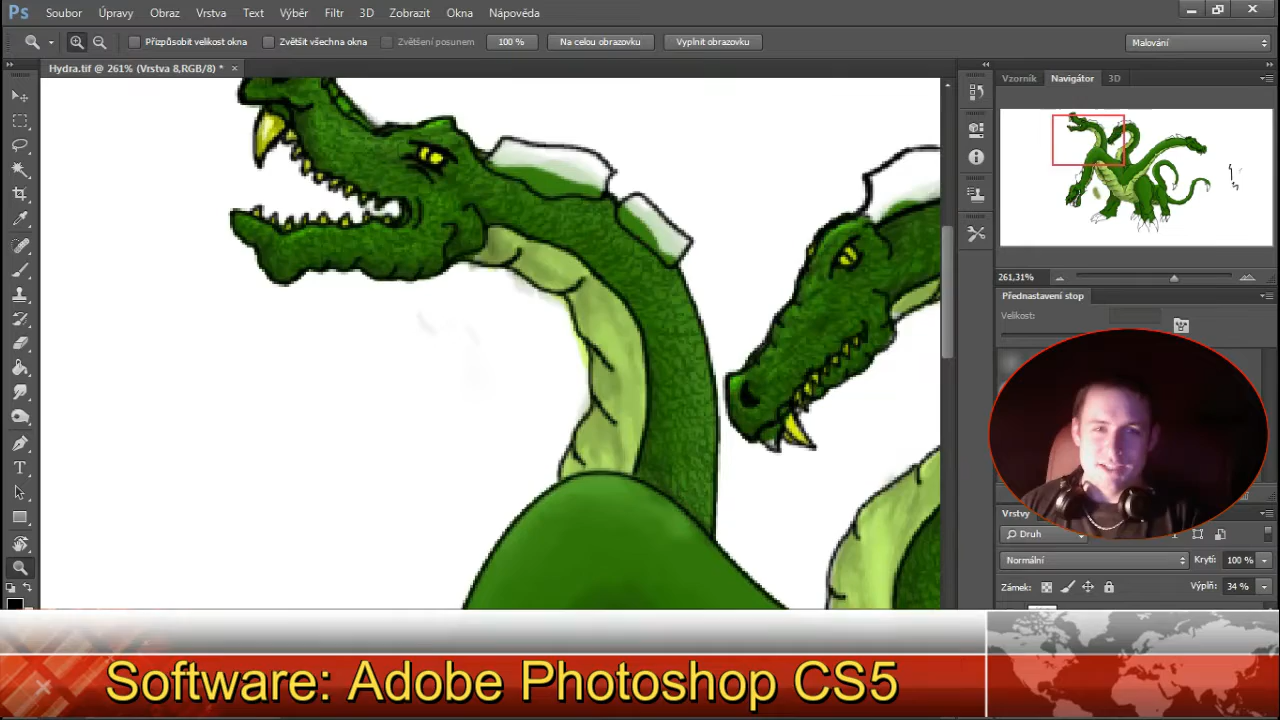 Ps Soubor Úpravy Obraz Vrstva Text Výběr Filtr 3D Zobrazit Okna Nápověda
Přizpůsobit velikost okna Zvětšit všechna okna Zvětšení posunem 100 % Na celou obrazovku Vyplnit obrazovku Malování
Hydra.tif @ 261% (Vrstva 8,RGB/8) * ×
Vzorník Navigátor 3D
261,31%
Přednastavení stop
Velikost:
Vrstvy
Druh
Normální Krytí: 100 %
Zámek: Výplň: 34 %
Software: Adobe Photoshop CS5